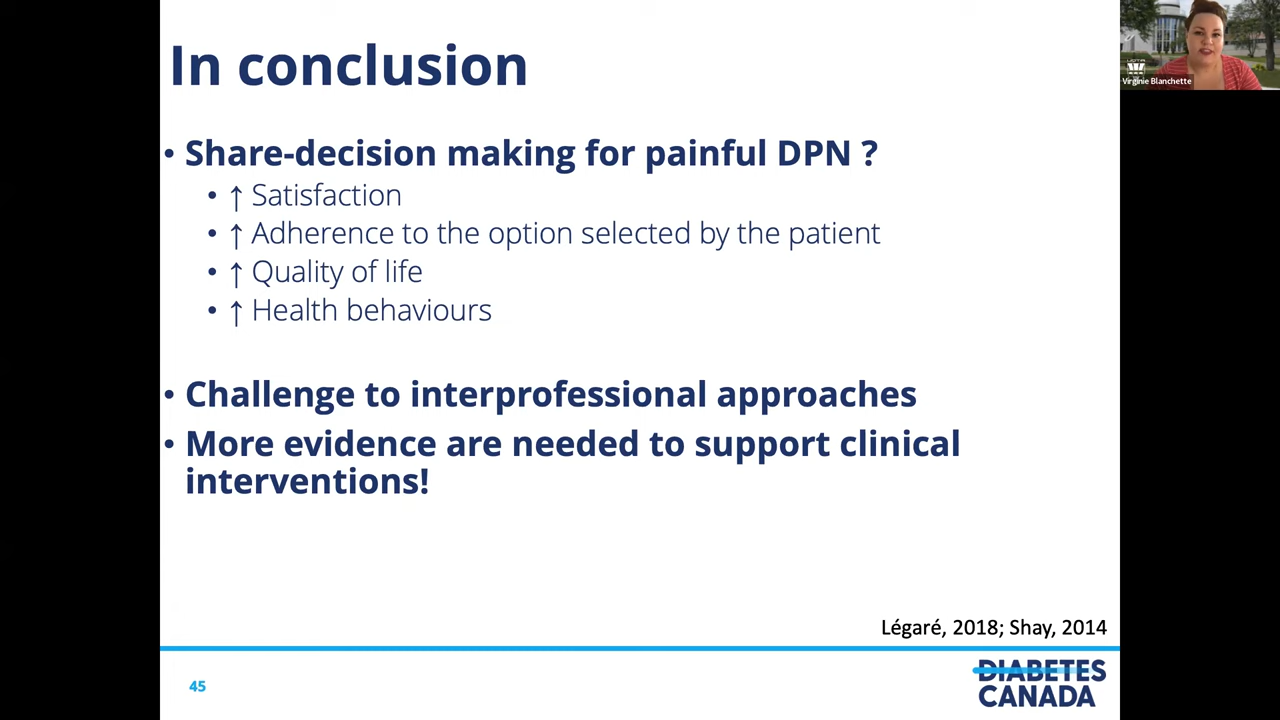 In conclusion
• Share-decision making for painful DPN ?
• ↑ Satisfaction
• ↑ Adherence to the option selected by the patient
• ↑ Quality of life
• ↑ Health behaviours
• Challenge to interprofessional approaches
• More evidence are needed to support clinical
interventions!
Légaré, 2018; Shay, 2014
45
DIABETES
CANADA
UQTR
Virginie Blanchette